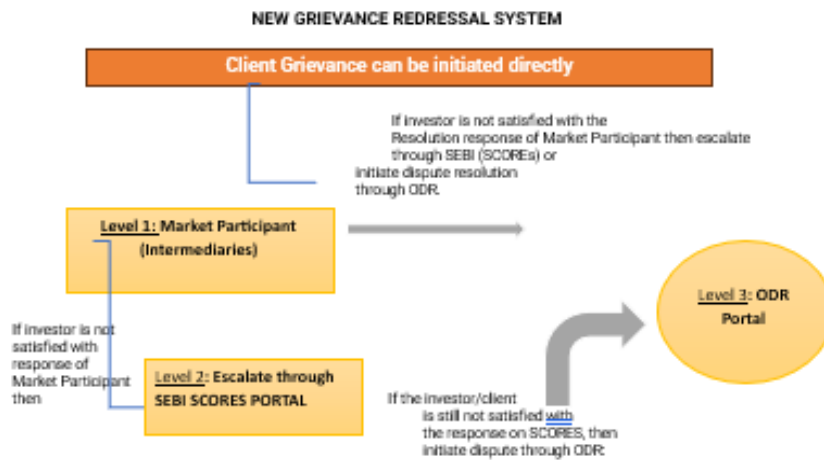 NEW GRIEVANCE REDRESSAL SYSTEM
Client Grievance can be initiated directly
If investor is not satisfied with the
Resolution response of Market Participant then escalate
through SEBI (SCOREs) or
initiate dispute resolution
through ODR.
Level 1: Market Participant
(Intermediaries)
Level 3: ODR
Portal
If investor is not
satisfied with
response of
Market Participant
then
Level 2: Escalate through
SEBI SCORES PORTAL
If the investor/client
is still not satisfied with
the response on SCORES, then
initiate dispute through ODR.